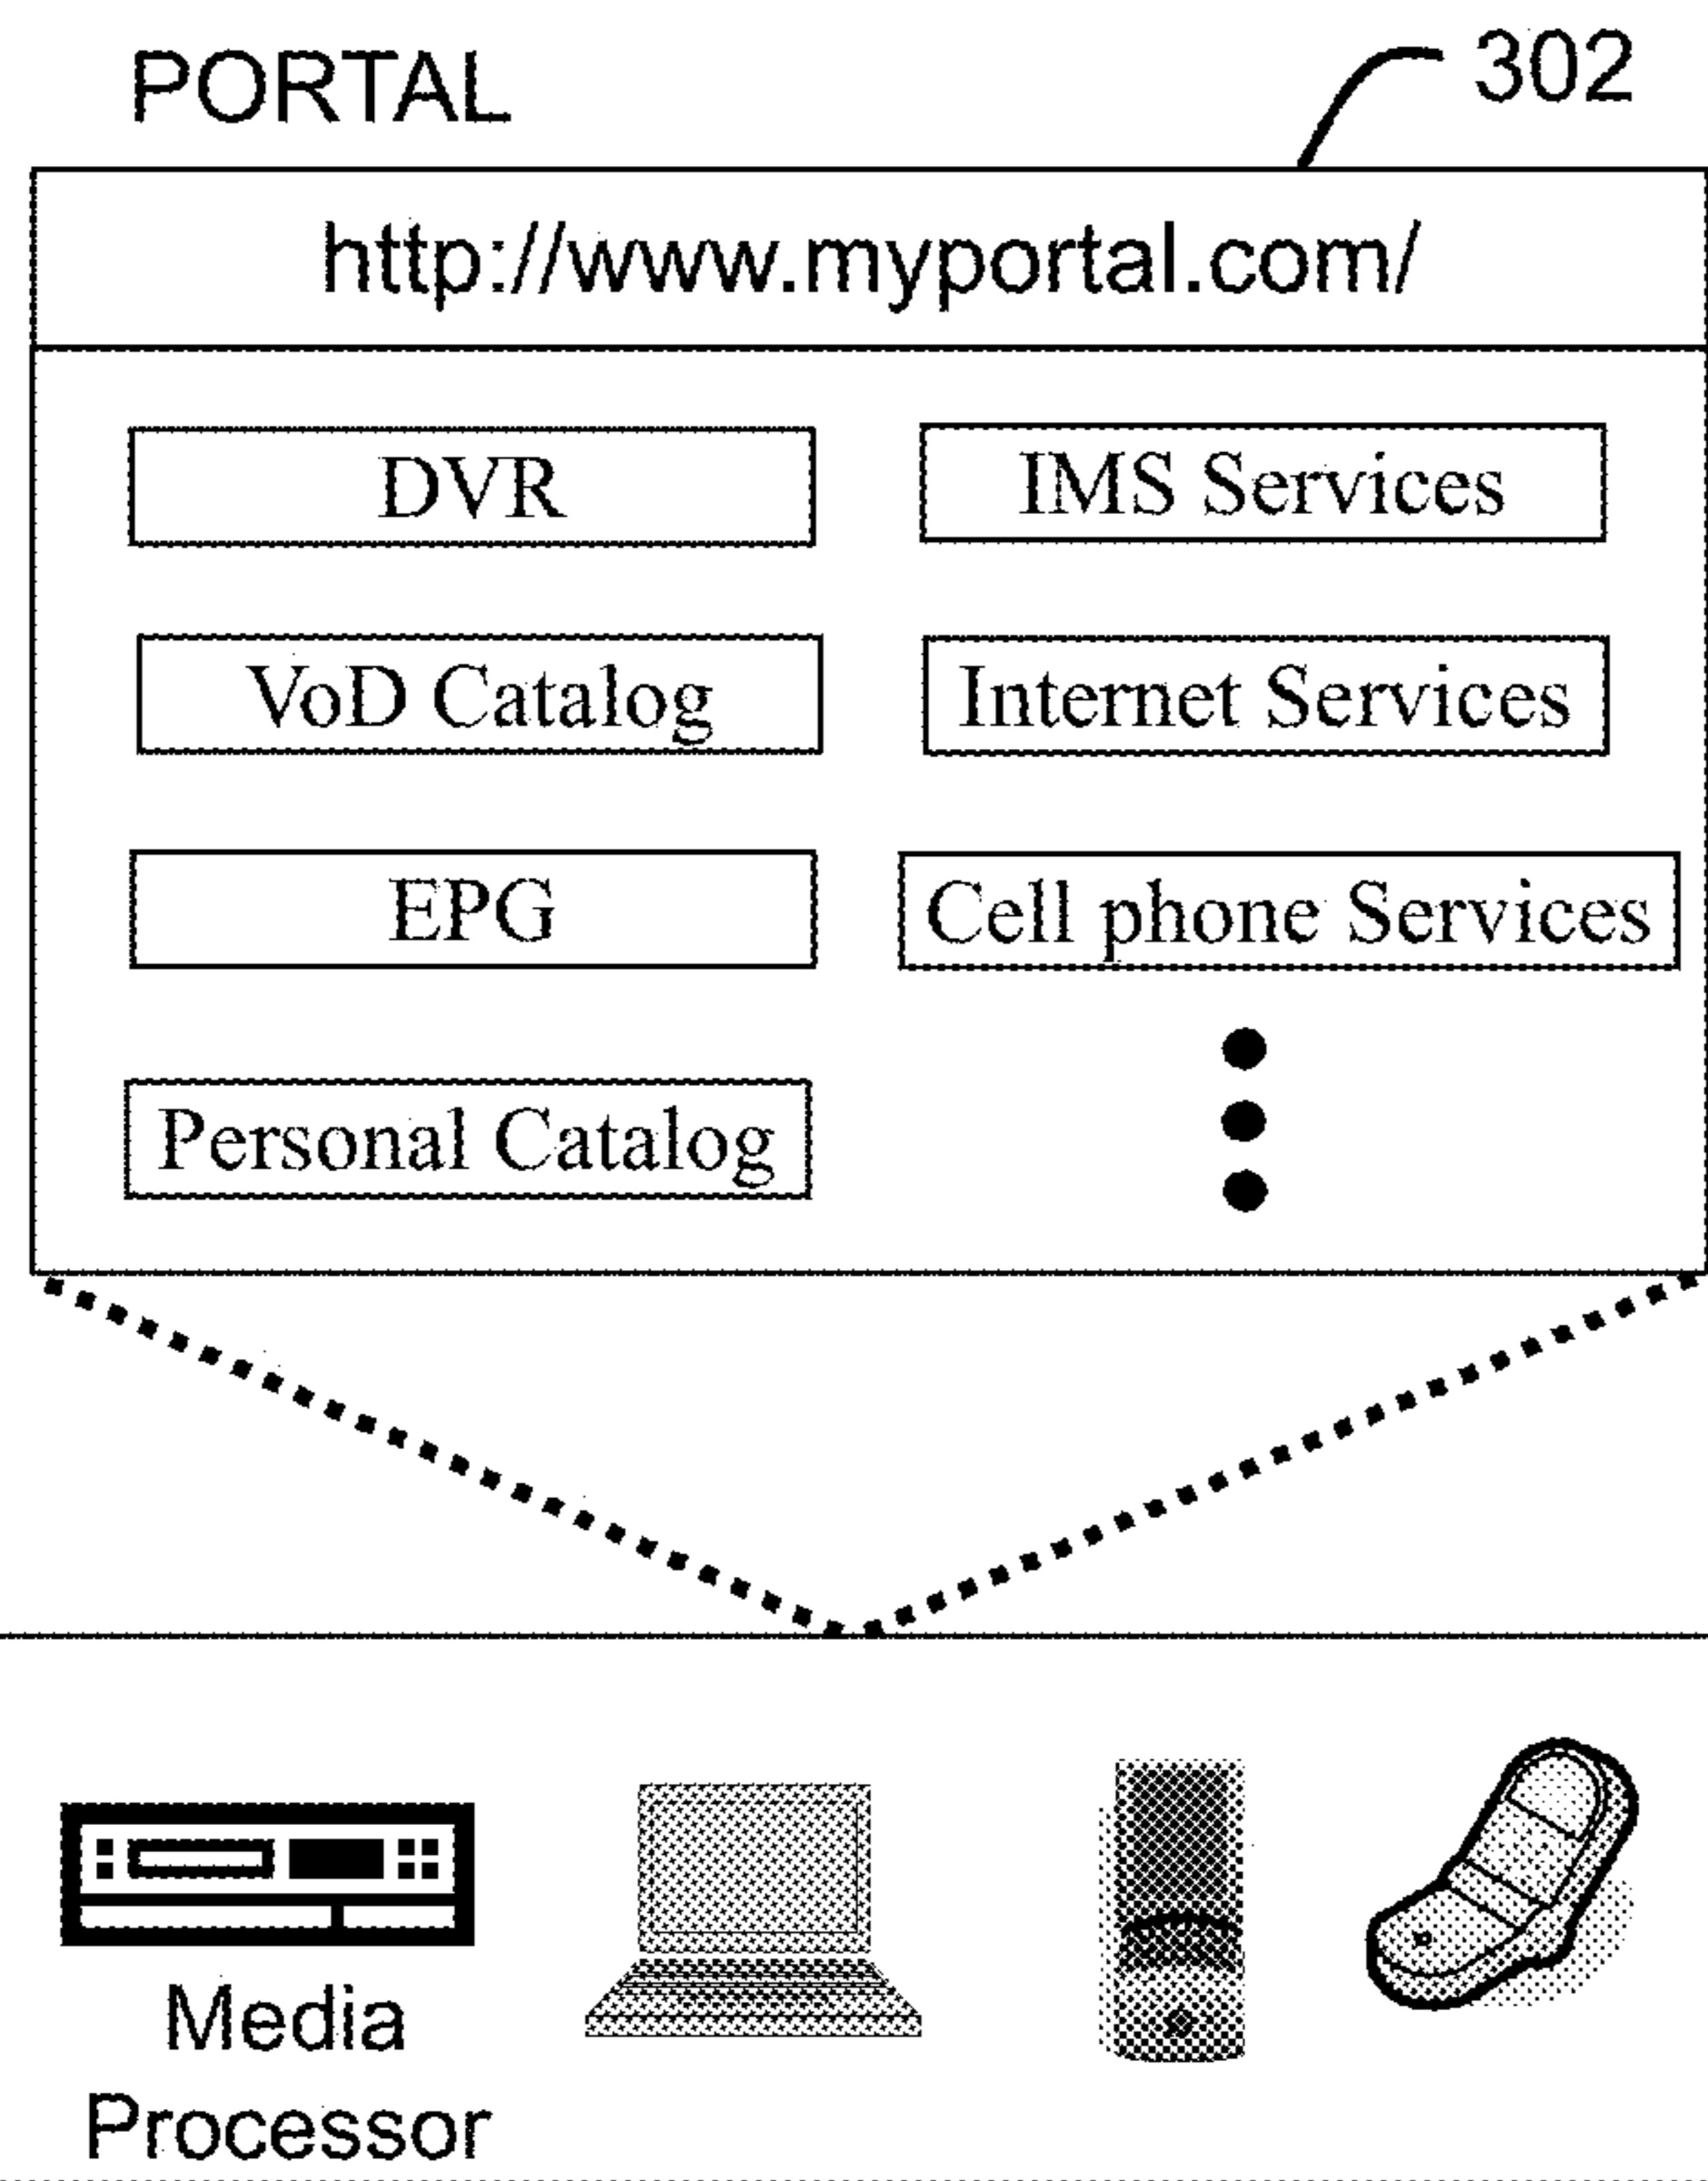 PORTAL
302
http://www.myportal.com/
DVR
IMS Services
VoD Catalog
Internet Services
EPG
Cell phone Services
Personal Catalog
Media
Processor